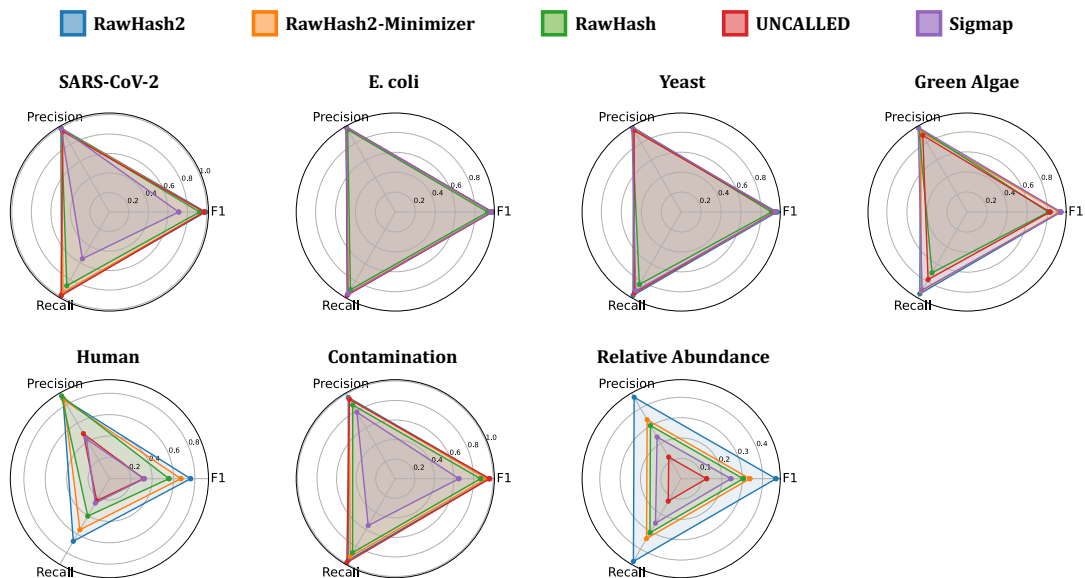 RawHash2 RawHash2-Minimizer RawHash UNCALLED Sigmap
SARS-CoV-2 E. coli Yeast Green Algae
Precision Precision Precision Precision
0.2 0.4 0.6 0.8 1.0 0.2 0.4 0.6 0.8 0.2 0.4 0.6 0.8 0.2 0.4 0.6 0.8
F1 F1 F1 F1
Recall Recall Recall Recall
Human Contamination Relative Abundance
Precision Precision Precision
0.2 0.4 0.6 0.8 0.2 0.4 0.6 0.8 1.0 0.1 0.2 0.3 0.4
F1 F1 F1
Recall Recall Recall